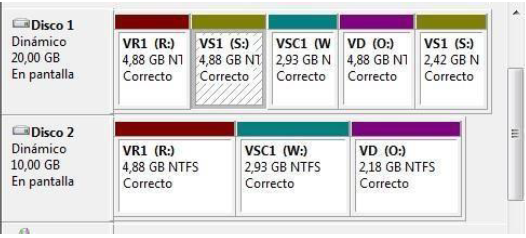 Disco 1
Dinámico
20,00 GB
En pantalla
VR1 (R:)
4,88 GB NT
Correcto
VS1 (S:)
4,88 GB NT
Correcto
VSC1 (W
2,93 GB N
Correcto
VD (O:)
4,88 GB NT
Correcto
VS1 (S:)
2,42 GB N
Correcto
Disco 2
Dinámico
10,00 GB
En pantalla
VR1 (R:)
4,88 GB NTFS
Correcto
VSC1 (W:)
2,93 GB NTFS
Correcto
VD (O:)
2,18 GB NTFS
Correcto